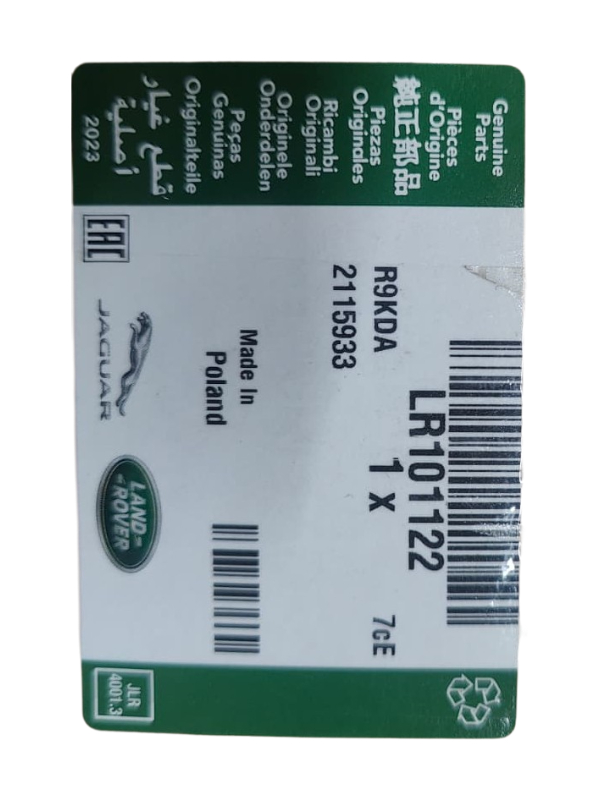 Genuine
Parts
Pièces
d'Origine
純正部品
Piezas
Originales
Ricambi
Originali
Originele
Onderdelen
Peças
Genuinas
Originalteile
قطع غيار
أصلية
2023
LR101122
R9KDA 1 X 7cE
2115933
Made In
Poland
EAC
JAGUAR
LAND
ROVER
JLR
4001.3